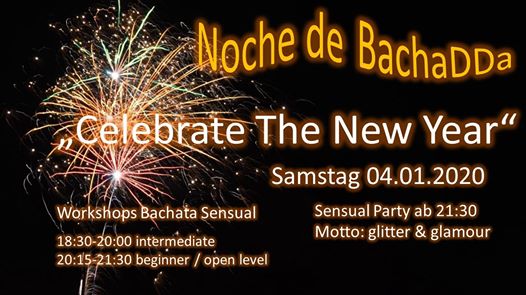 Noche de BachaDDa
„Celebrate The New Year“
Samstag 04.01.2020
Workshops Bachata Sensual
18:30-20:00 intermediate
20:15-21:30 beginner / open level
Sensual Party ab 21:30
Motto: glitter & glamour